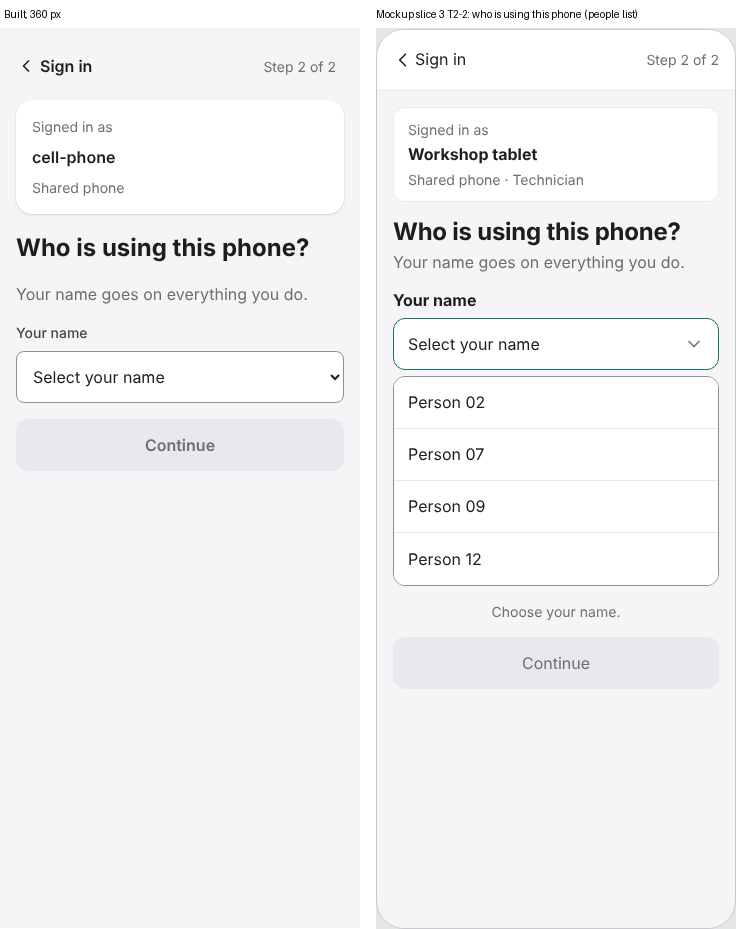 Built, 360 px
Sign in
Step 2 of 2
Signed in as
cell-phone
Shared phone
Who is using this phone?
Your name goes on everything you do.
Your name
Select your name
Continue
Mockup slice 3 T2-2: who is using this phone (people list)
Sign in
Step 2 of 2
Signed in as
Workshop tablet
Shared phone · Technician
Who is using this phone?
Your name goes on everything you do.
Your name
Select your name
Person 02
Person 07
Person 09
Person 12
Choose your name.
Continue